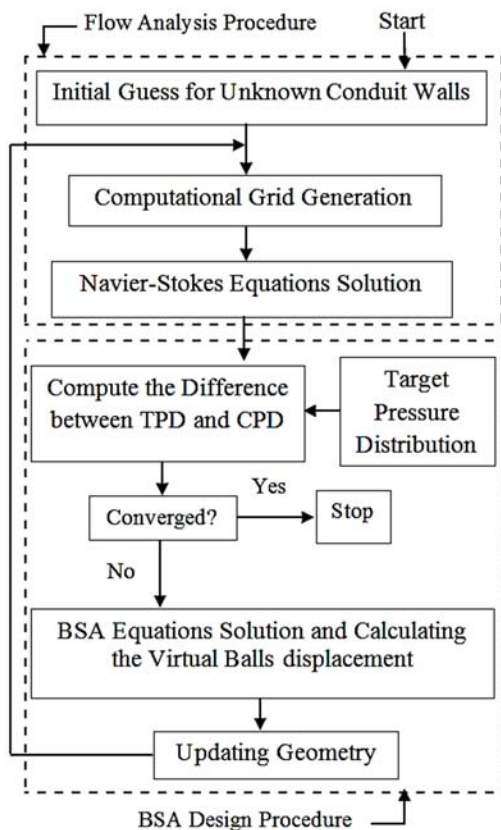 Flow Analysis Procedure
Start
Initial Guess for Unknown Conduit Walls
Computational Grid Generation
Navier-Stokes Equations Solution
Compute the Difference
between TPD and CPD
Target
Pressure
Distribution
Converged?
Yes
Stop
No
BSA Equations Solution and Calculating
the Virtual Balls displacement
Updating Geometry
BSA Design Procedure